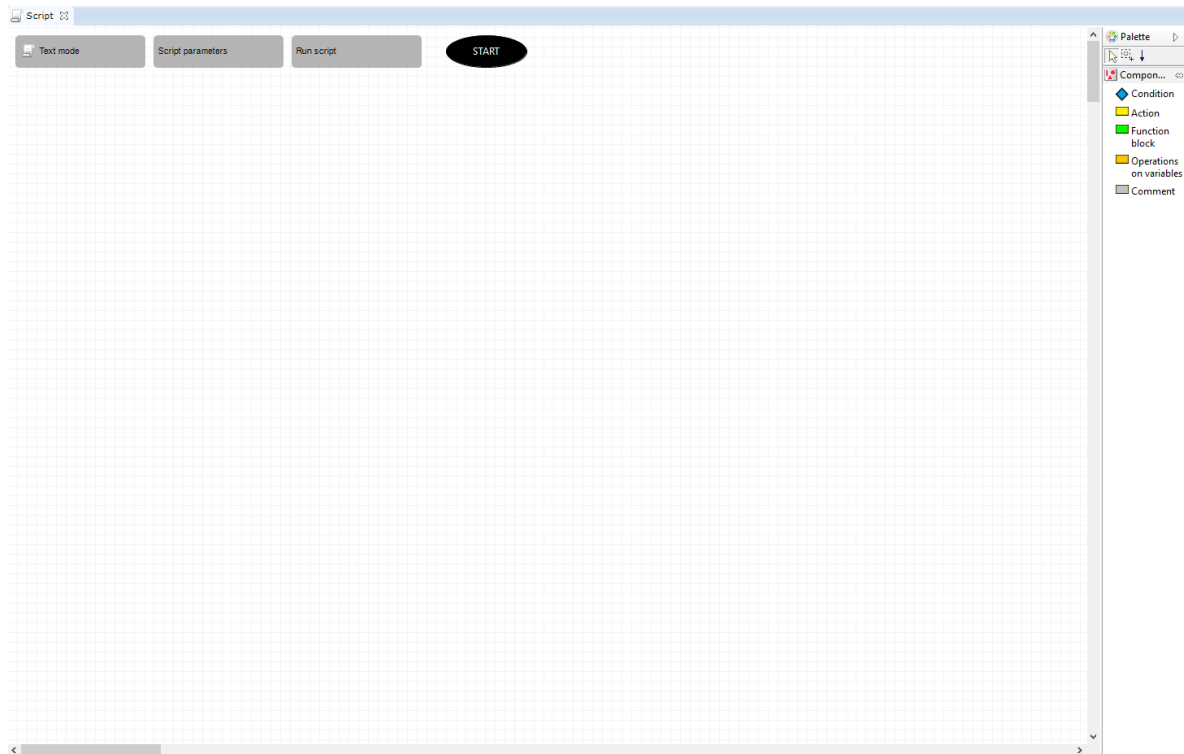 Script
Text mode
Script parameters
Run script
START
Palette
Compon...
Condition
Action
Function
block
Operations
on variables
Comment